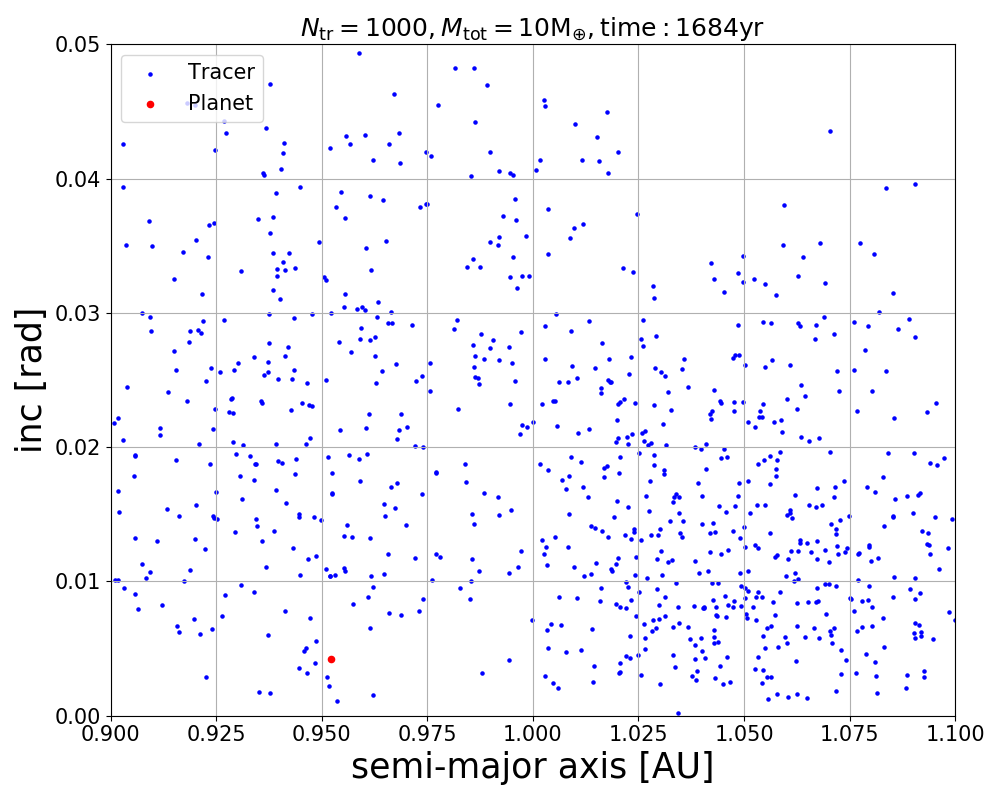 N_tr = 1000, M_tot = 10M_⊕, time : 1684yr
0.05
Tracer
Planet
0.04
0.03
0.02
0.01
0.00
inc [rad]
0.900 0.925 0.950 0.975 1.000 1.025 1.050 1.075 1.100
semi-major axis [AU]